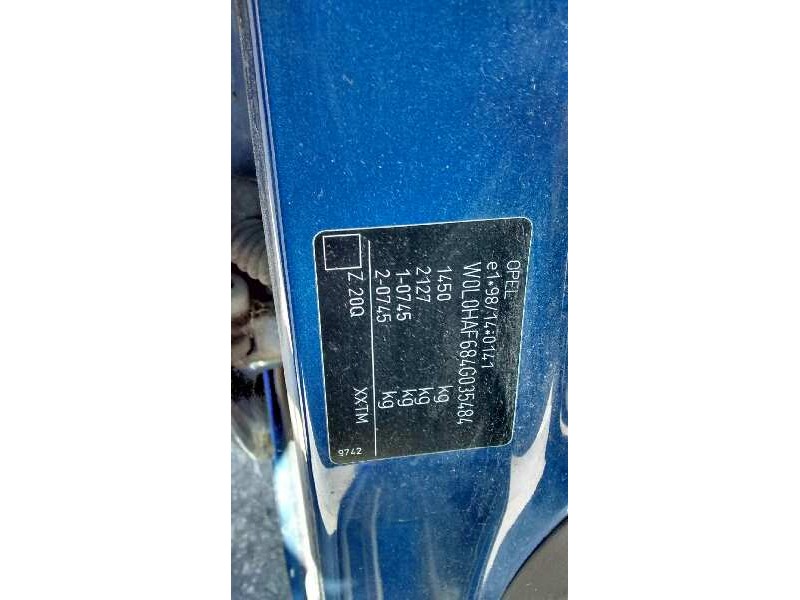 OPEL
e1*98/14*0141
W0L0HAF684G035484
1450 kg
2127 kg
1-0745 kg
2-0745 kg
Z 20Q XXTM
9742